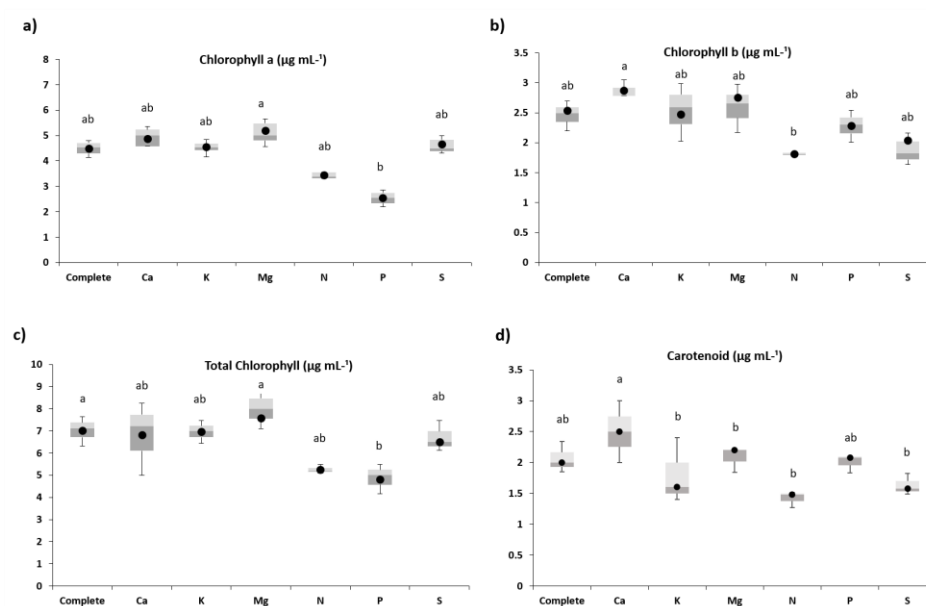 a)
Chlorophyll a (µg mL-¹)
8
7
6
5
4
3
2
1
0
ab
ab
ab
a
ab
b
ab
Complete Ca K Mg N P S
b)
Chlorophyll b (µg mL-¹)
3.5
3
2.5
2
1.5
1
0.5
0
ab
a
ab
ab
b
ab
ab
Complete Ca K Mg N P S
c)
Total Chlorophyll (µg mL-¹)
10
9
8
7
6
5
4
3
2
1
0
a
ab
ab
a
ab
b
ab
Complete Ca K Mg N P S
d)
Carotenoid (µg mL-¹)
3.5
3
2.5
2
1.5
1
0.5
0
ab
a
b
b
b
ab
b
Complete Ca K Mg N P S